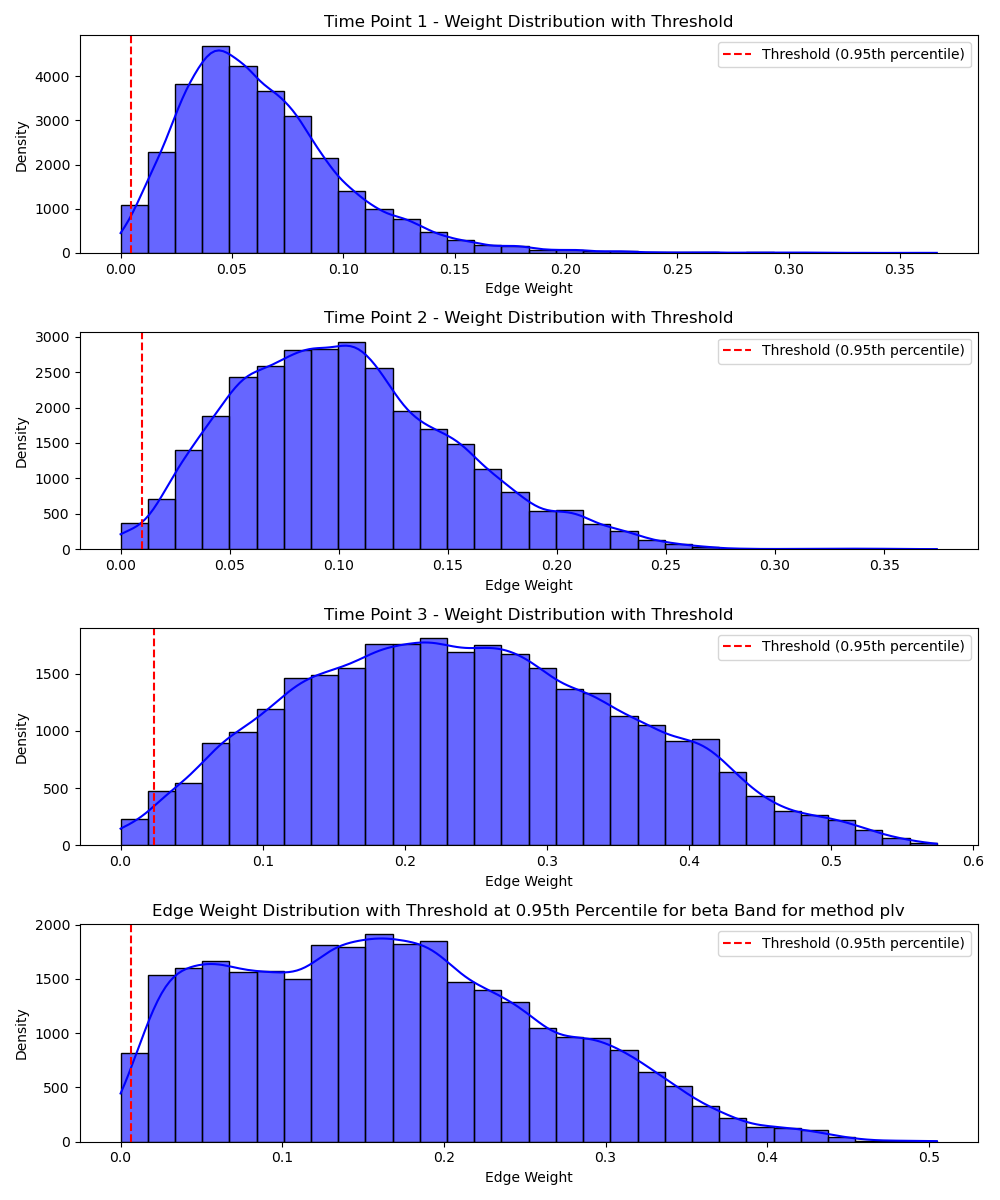 Time Point 1 - Weight Distribution with Threshold
Threshold (0.95th percentile)
Density
4000
3000
2000
1000
0
0.00 0.05 0.10 0.15 0.20 0.25 0.30 0.35
Edge Weight
Time Point 2 - Weight Distribution with Threshold
Threshold (0.95th percentile)
Density
3000
2500
2000
1500
1000
500
0
0.00 0.05 0.10 0.15 0.20 0.25 0.30 0.35
Edge Weight
Time Point 3 - Weight Distribution with Threshold
Threshold (0.95th percentile)
Density
1500
1000
500
0
0.0 0.1 0.2 0.3 0.4 0.5 0.6
Edge Weight
Edge Weight Distribution with Threshold at 0.95th Percentile for beta Band for method plv
Threshold (0.95th percentile)
Density
2000
1500
1000
500
0
0.0 0.1 0.2 0.3 0.4 0.5
Edge Weight